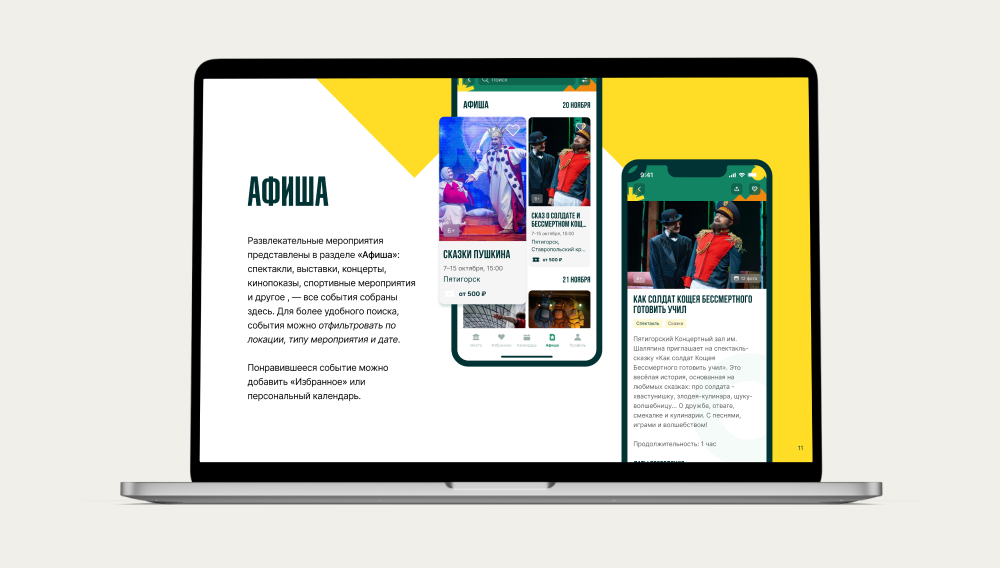 АФИША
Развлекательные мероприятия
представлены в разделе «Афиша»:
спектакли, выставки, концерты,
кинопоказы, спортивные мероприятия
и другое , — все события собраны
здесь. Для более удобного поиска,
события можно отфильтровать по
локации, типу мероприятия и дате.
Понравившееся событие можно
добавить «Избранное» или
персональный календарь.
Поиск
АФИША
20 НОЯБРЯ
6+
СКАЗКИ ПУШКИНА
7–15 октября, 15:00
Пятигорск
от 500 ₽
6+
СКАЗ О СОЛДАТЕ И
БЕССМЕРТНОМ КОЩ...
7–15 октября, 15:00
Пятигорск,
Ставропольский кр...
от 500 ₽
21 НОЯБРЯ
Места
Избранное
Календарь
Афиша
Профиль
9:41
6+
12 фото
КАК СОЛДАТ КОЩЕЯ БЕССМЕРТНОГО
ГОТОВИТЬ УЧИЛ
Спектакль
Сказки
Пятигорский Концертный зал им.
Шаляпина приглашает на спектакль-
сказку «Как солдат Кощея
Бессмертного готовить учил». Это
весёлая история, основанная на
любимых сказках: про солдата -
хвастунишку, злодея-кулинара, щуку-
волшебницу... О дружбе, отваге,
смекалке и кулинарии. С песнями,
играми и волшебством!
Продолжительность: 1 час
11